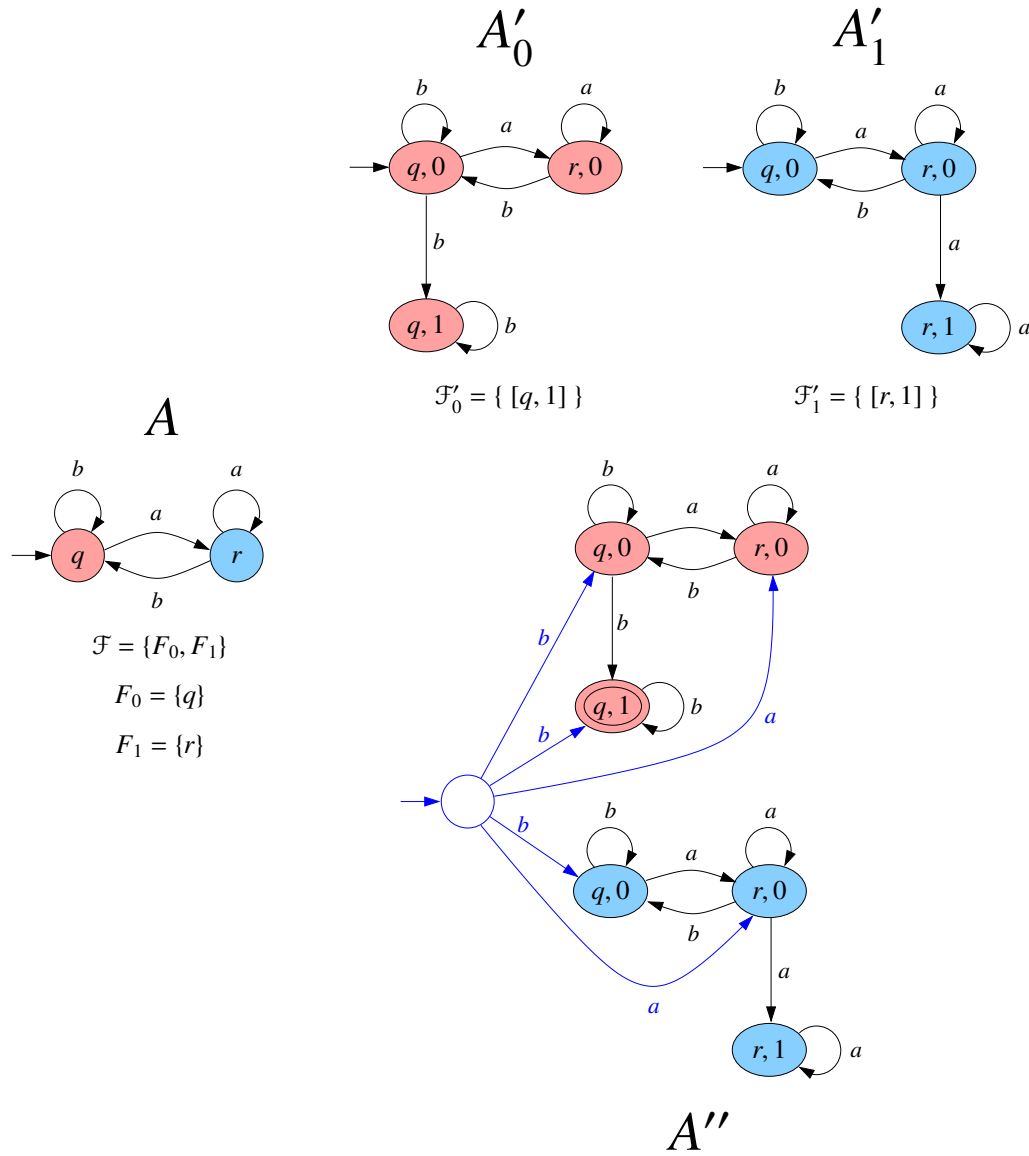 A′₀
b
a
q, 0
a
r, 0
b
b
q, 1
b
ℱ′₀ = { [q, 1] }
A′₁
b
a
q, 0
a
r, 0
b
a
r, 1
a
ℱ′₁ = { [r, 1] }
A
b
a
q
a
r
b
ℱ = {F₀, F₁}
F₀ = {q}
F₁ = {r}
b
a
q, 0
a
r, 0
b
b
b
q, 1
b
b
a
b
b
a
q, 0
a
r, 0
b
a
a
r, 1
a
A′′